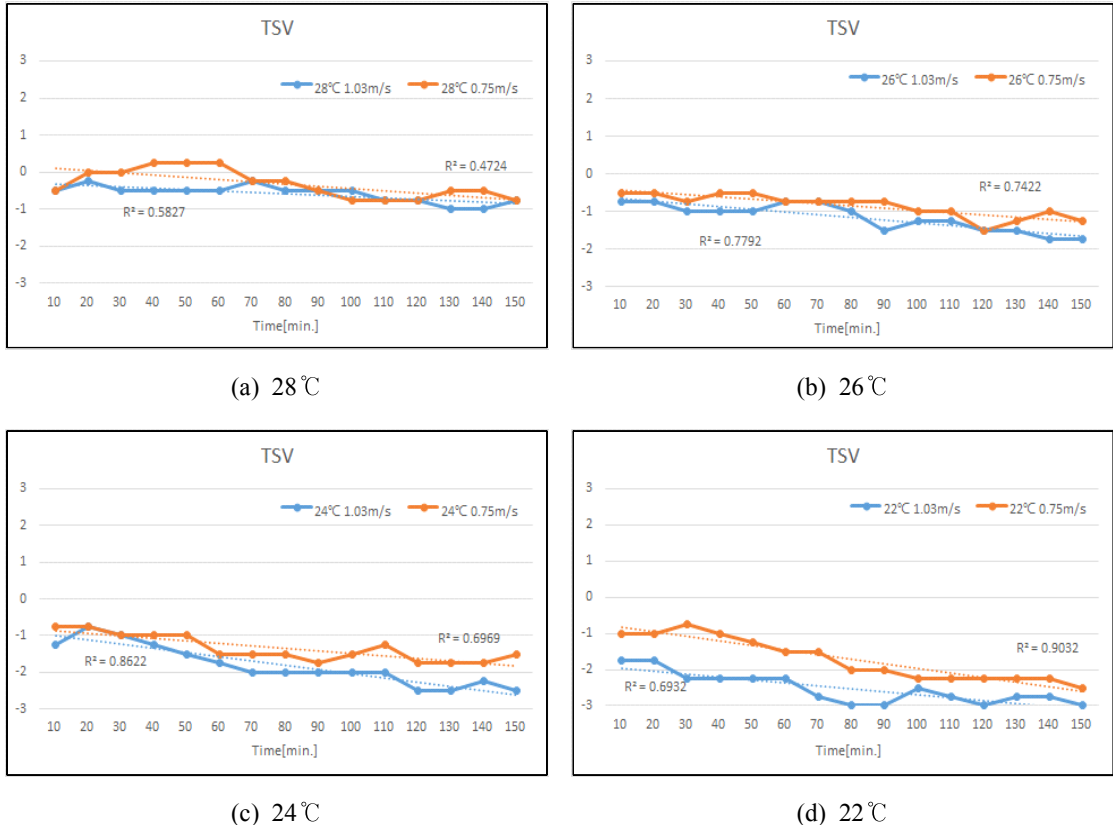 TSV
28℃ 1.03m/s 28℃ 0.75m/s
3
2
1
0
-1
-2
-3
R² = 0.4724
R² = 0.5827
10 20 30 40 50 60 70 80 90 100 110 120 130 140 150
Time[min.]
(a) 28℃
TSV
26℃ 1.03m/s 26℃ 0.75m/s
3
2
1
0
-1
-2
-3
R² = 0.7422
R² = 0.7792
10 20 30 40 50 60 70 80 90 100 110 120 130 140 150
Time[min.]
(b) 26℃
TSV
24℃ 1.03m/s 24℃ 0.75m/s
3
2
1
0
-1
-2
-3
R² = 0.6969
R² = 0.8622
10 20 30 40 50 60 70 80 90 100 110 120 130 140 150
Time[min.]
(c) 24℃
TSV
22℃ 1.03m/s 22℃ 0.75m/s
3
2
1
0
-1
-2
-3
R² = 0.9032
R² = 0.6932
10 20 30 40 50 60 70 80 90 100 110 120 130 140 150
Time[min.]
(d) 22℃